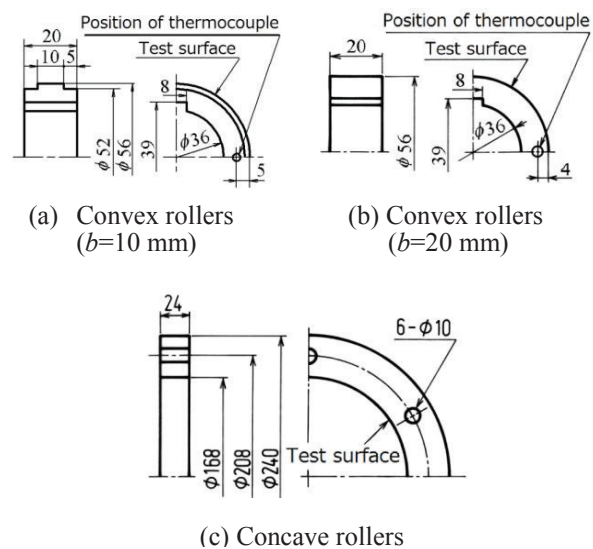 Position of thermocouple
Test surface
20
10 5
8
39
ϕ36
ϕ52
ϕ56
5
(a) Convex rollers
(b=10 mm)
Position of thermocouple
Test surface
20
8
39
ϕ36
ϕ56
4
(b) Convex rollers
(b=20 mm)
24
6-ϕ10
Test surface
ϕ168
ϕ208
ϕ240
(c) Concave rollers